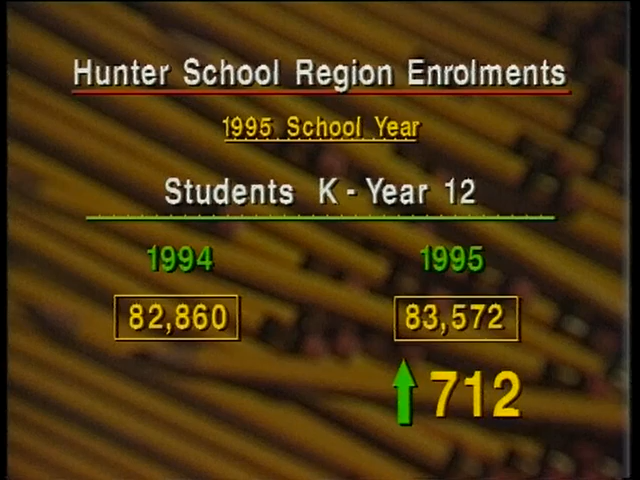 Hunter School Region Enrolments
1995 School Year
Students K - Year 12
1994 1995
82,860 83,572
712